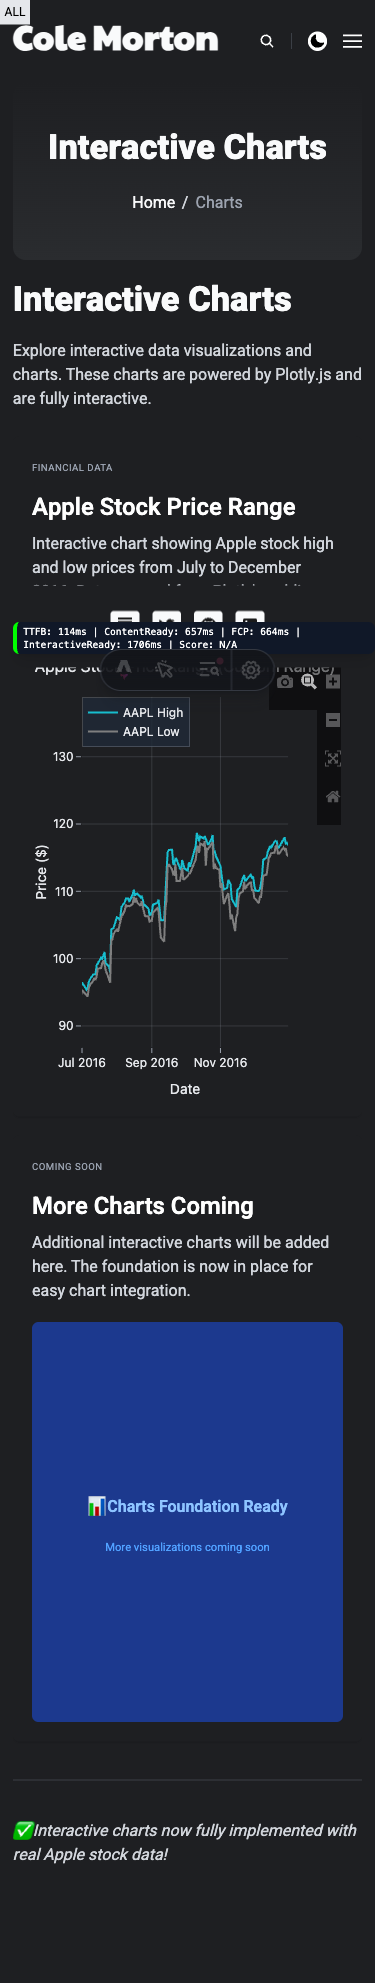 ALL
Cole Morton
Interactive Charts
Home / Charts
Interactive Charts
Explore interactive data visualizations and
charts. These charts are powered by Plotly.js and
are fully interactive.
FINANCIAL DATA
Apple Stock Price Range
Interactive chart showing Apple stock high
and low prices from July to December
TTFB: 114ms | ContentReady: 657ms | FCP: 664ms |
InteractiveReady: 1706ms | Score: N/A
Apple St Range)
AAPL High
AAPL Low
130
120
110
100
90
Price ($)
Jul 2016 Sep 2016 Nov 2016
Date
COMING SOON
More Charts Coming
Additional interactive charts will be added
here. The foundation is now in place for
easy chart integration.
📊Charts Foundation Ready
More visualizations coming soon
✅Interactive charts now fully implemented with
real Apple stock data!